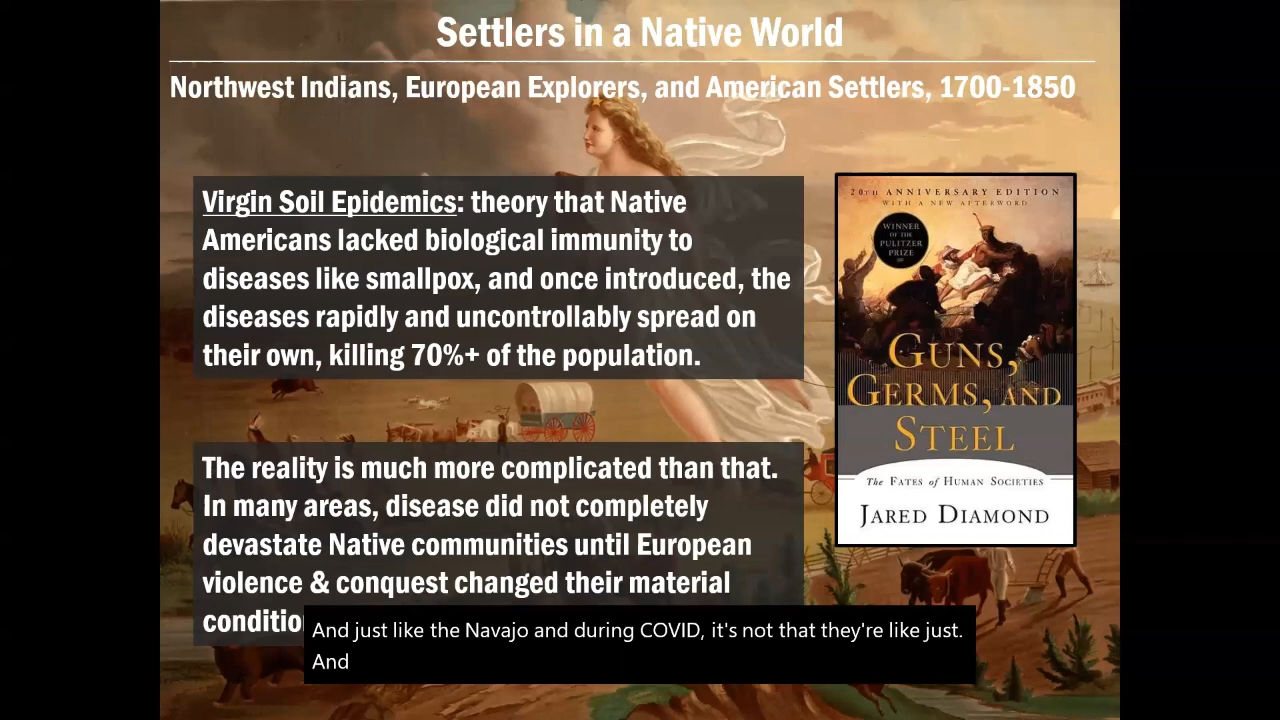 Settlers in a Native World
Northwest Indians, European Explorers, and American Settlers, 1700-1850
Virgin Soil Epidemics: theory that Native
Americans lacked biological immunity to
diseases like smallpox, and once introduced, the
diseases rapidly and uncontrollably spread on
their own, killing 70%+ of the population.
20TH ANNIVERSARY EDITION
WITH A NEW AFTERWORD
WINNER
OF THE
PULITZER
PRIZE
GUNS,
GERMS, AND
STEEL
The FATES of HUMAN SOCIETIES
JARED DIAMOND
The reality is much more complicated than that.
In many areas, disease did not completely
devastate Native communities until European
violence & conquest changed their material
conditio
And just like the Navajo and during COVID, it's not that they're like just.
And